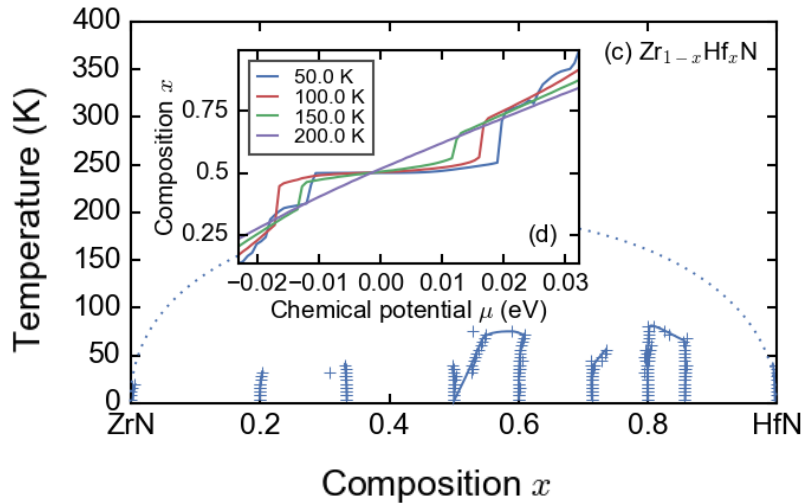 400
350
300
250
200
150
100
50
0
Temperature (K)
(c) Zr₁₋ₓHfₓN
50.0 K
100.0 K
150.0 K
200.0 K
0.75
0.5
0.25
Composition x
(d)
−0.02 −0.01 0.00 0.01 0.02 0.03
Chemical potential μ (eV)
ZrN 0.2 0.4 0.6 0.8 HfN
Composition x